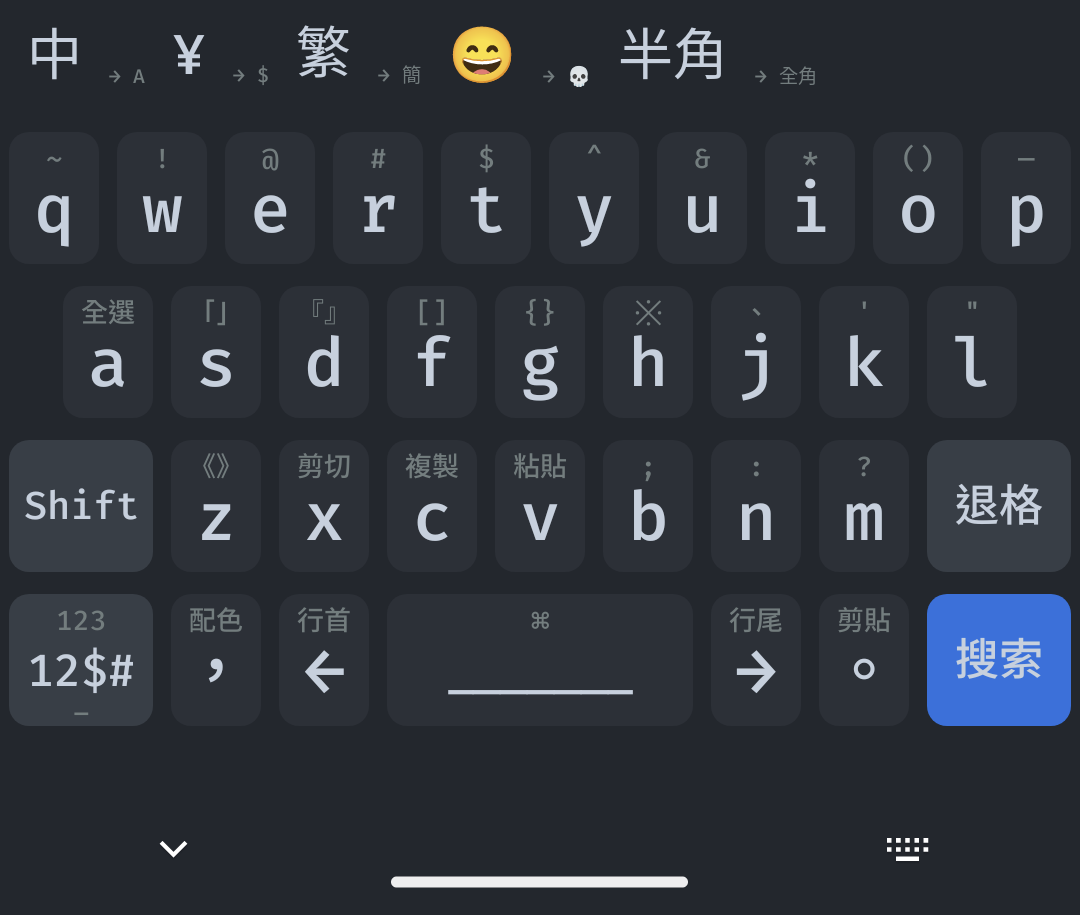 中 → A ¥ → $ 繁 → 簡 😄 → 💀 半角 → 全角
~ ! @ # $ ^ & * () —
q w e r t y u i o p
全選 「」 『』 [] {} ※ 、 ' "
a s d f g h j k l
《》 剪切 複製 粘貼 ; : ?
Shift z x c v b n m 退格
123 配色 行首 ⌘ 行尾 剪貼
12$# , ← → 。 搜索
—